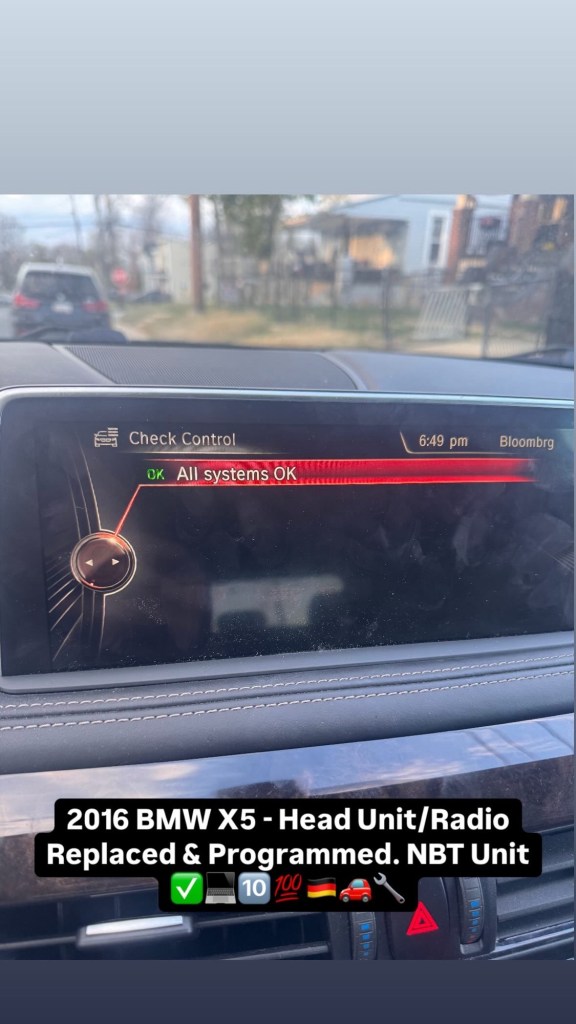 Check Control
6:49 pm
Bloombrg
OK All systems OK
2016 BMW X5 - Head Unit/Radio
Replaced & Programmed. NBT Unit
✅💻🔟💯🇩🇪🚗🔧